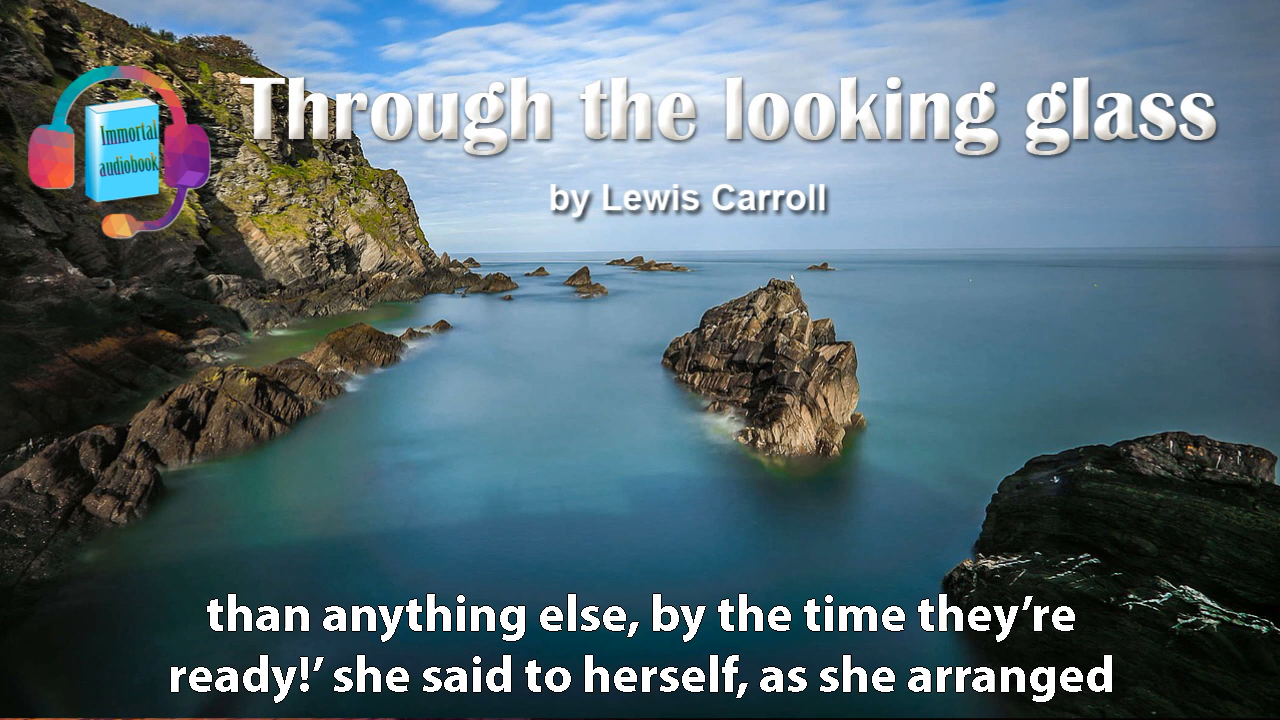 Immortal
audiobook
Through the looking glass
by Lewis Carroll
than anything else, by the time they’re
ready!’ she said to herself, as she arranged